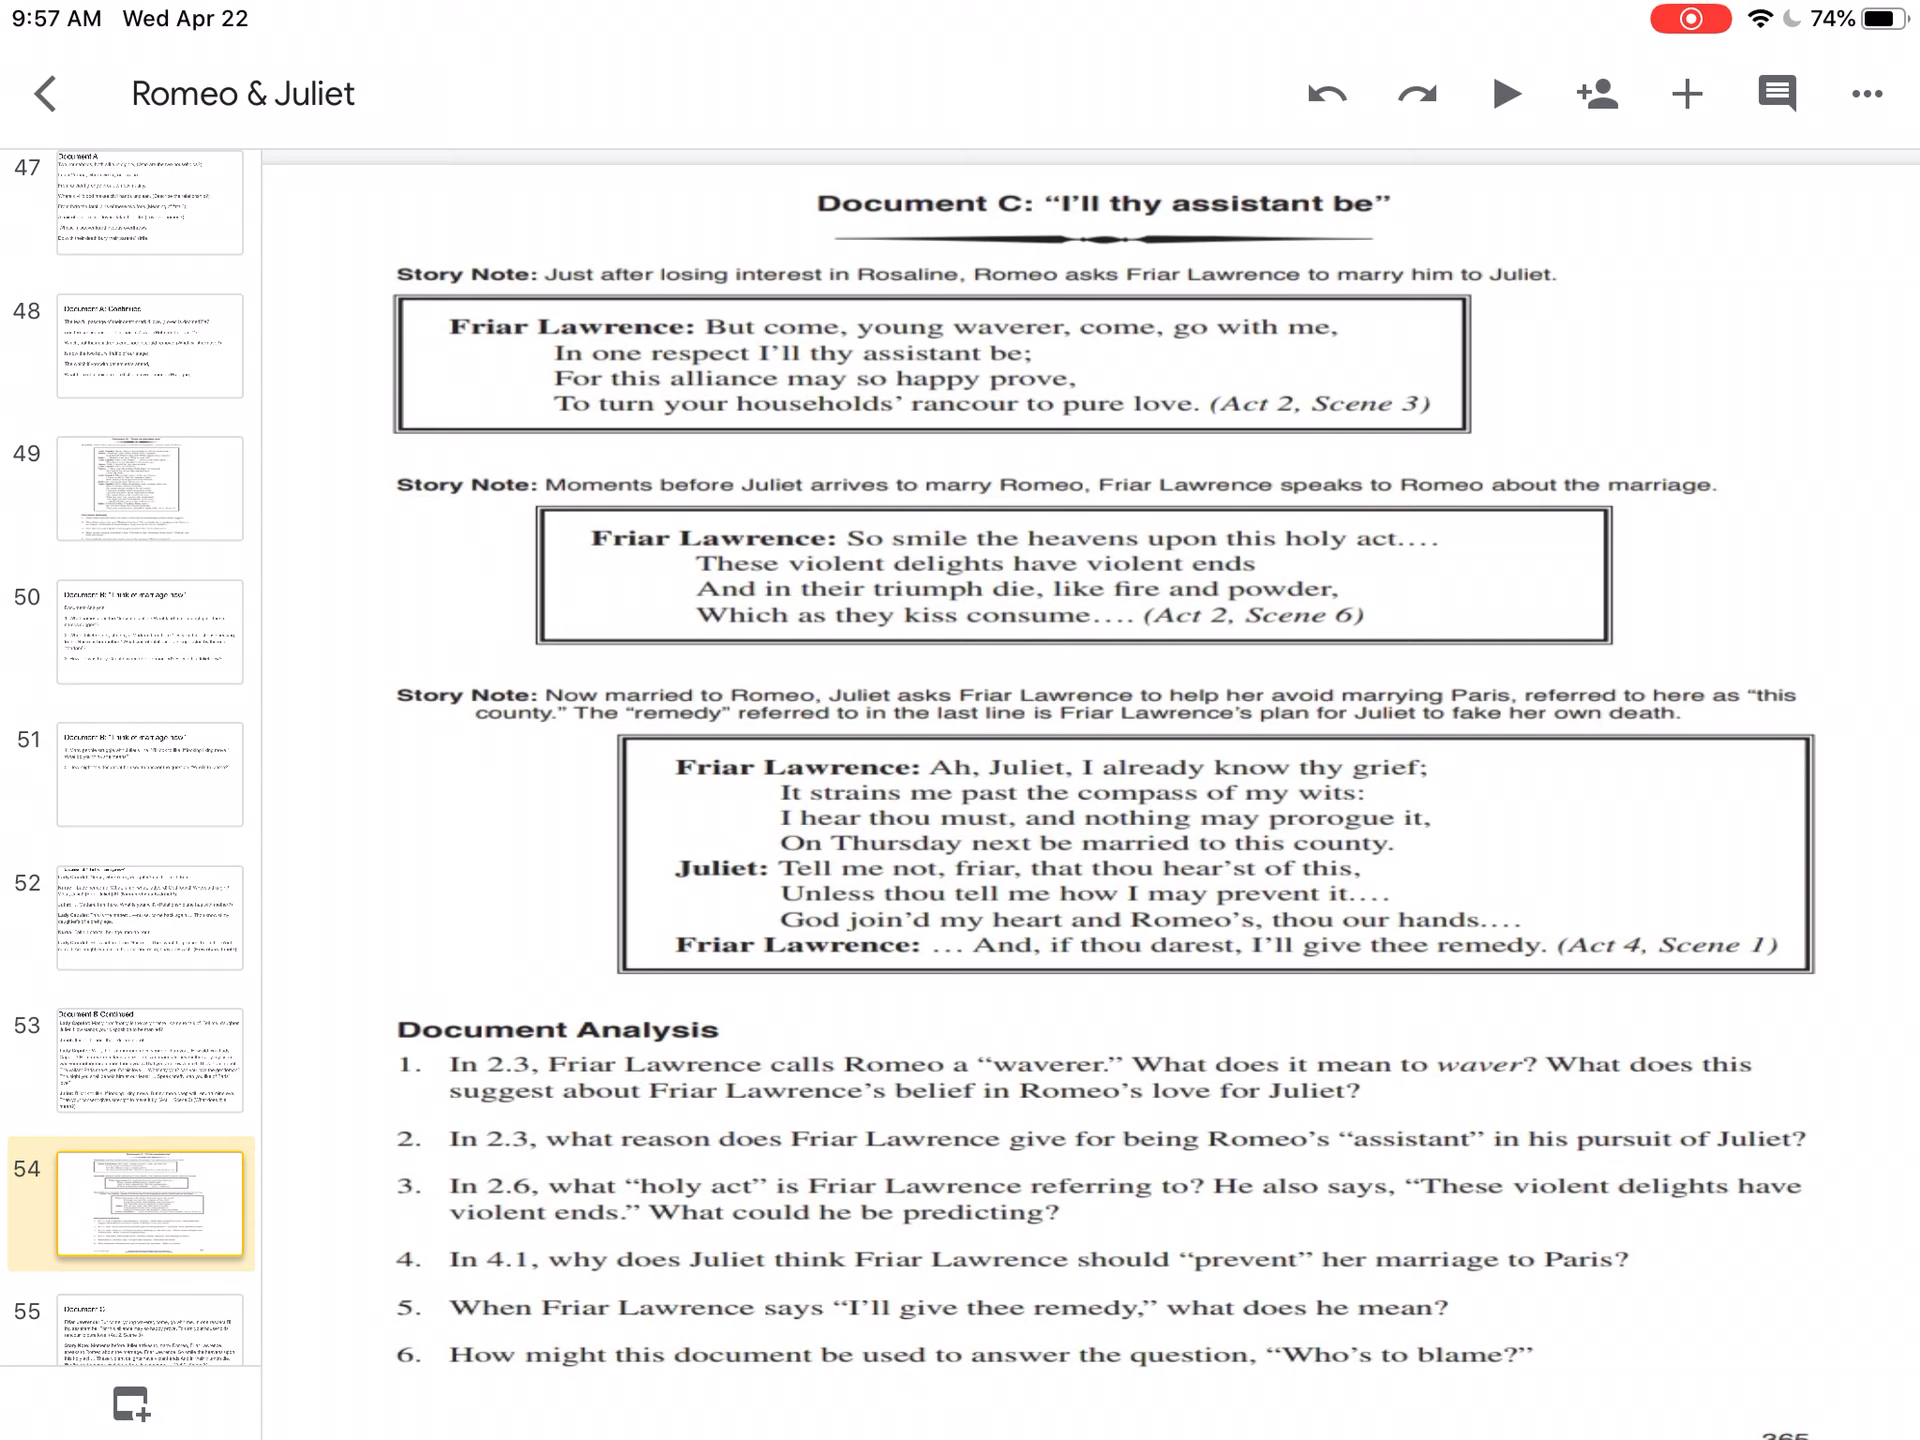 9:57 AM Wed Apr 22
74%
Romeo & Juliet
47
Document A
48
Document A: Continued
49
50
Document B: "Think of marriage now"
51
Document B: "Think of marriage now"
52
53
Document B Continued
54
55
Document C
Document C: “I’ll thy assistant be”
Story Note: Just after losing interest in Rosaline, Romeo asks Friar Lawrence to marry him to Juliet.
Friar Lawrence: But come, young waverer, come, go with me,
In one respect I’ll thy assistant be;
For this alliance may so happy prove,
To turn your households’ rancour to pure love. (Act 2, Scene 3)
Story Note: Moments before Juliet arrives to marry Romeo, Friar Lawrence speaks to Romeo about the marriage.
Friar Lawrence: So smile the heavens upon this holy act....
These violent delights have violent ends
And in their triumph die, like fire and powder,
Which as they kiss consume.... (Act 2, Scene 6)
Story Note: Now married to Romeo, Juliet asks Friar Lawrence to help her avoid marrying Paris, referred to here as “this
county.” The “remedy” referred to in the last line is Friar Lawrence’s plan for Juliet to fake her own death.
Friar Lawrence: Ah, Juliet, I already know thy grief;
It strains me past the compass of my wits:
I hear thou must, and nothing may prorogue it,
On Thursday next be married to this county.
Juliet: Tell me not, friar, that thou hear’st of this,
Unless thou tell me how I may prevent it....
God join’d my heart and Romeo’s, thou our hands....
Friar Lawrence: ... And, if thou darest, I’ll give thee remedy. (Act 4, Scene 1)
Document Analysis
1. In 2.3, Friar Lawrence calls Romeo a “waverer.” What does it mean to waver? What does this
suggest about Friar Lawrence’s belief in Romeo’s love for Juliet?
2. In 2.3, what reason does Friar Lawrence give for being Romeo’s “assistant” in his pursuit of Juliet?
3. In 2.6, what “holy act” is Friar Lawrence referring to? He also says, “These violent delights have
violent ends.” What could he be predicting?
4. In 4.1, why does Juliet think Friar Lawrence should “prevent” her marriage to Paris?
5. When Friar Lawrence says “I’ll give thee remedy,” what does he mean?
6. How might this document be used to answer the question, “Who’s to blame?”